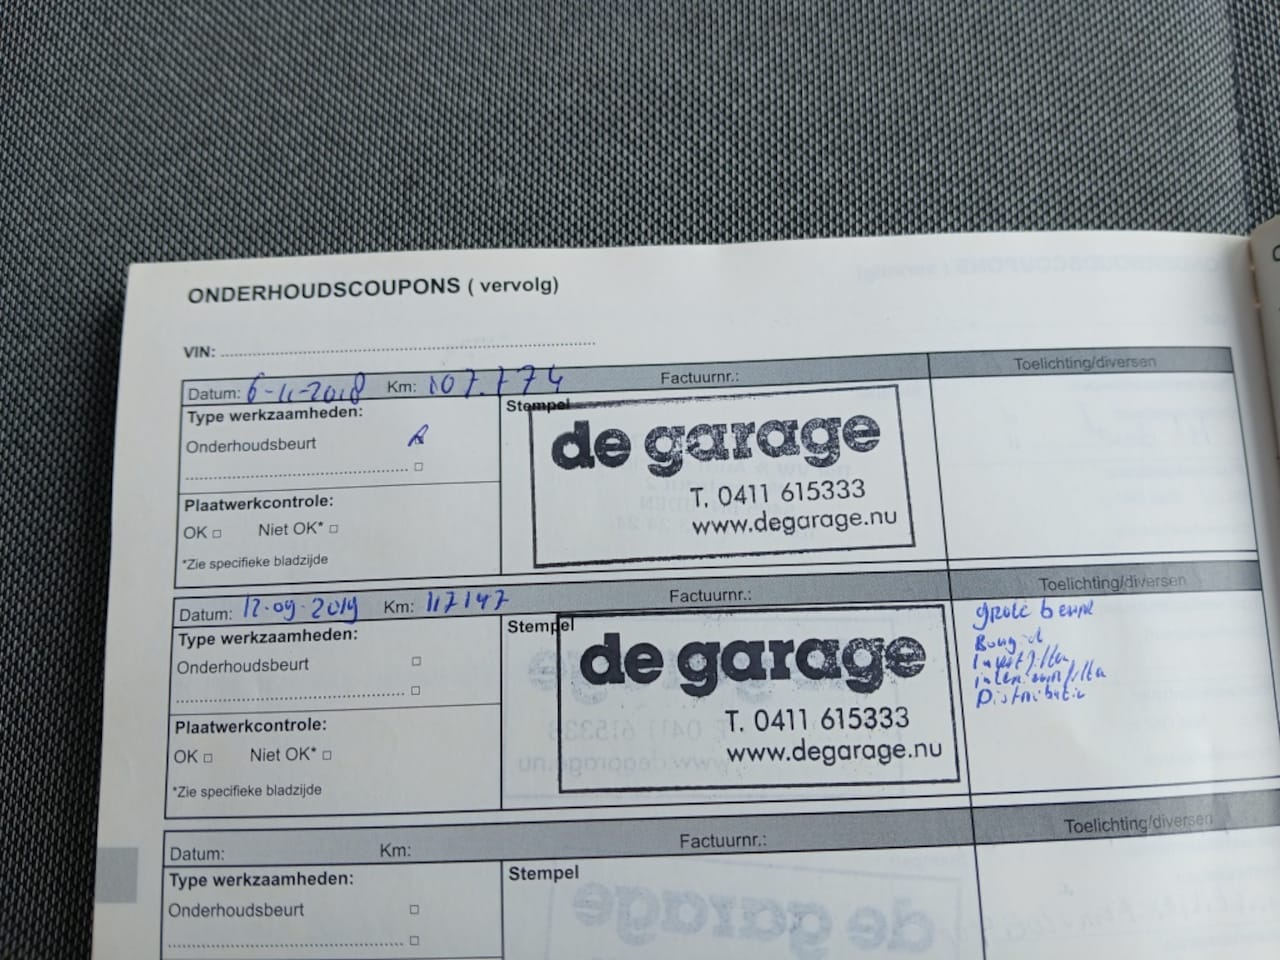 ONDERHOUDSCOUPONS ( vervolg)
VIN:
Datum: 6-11-2018 Km: 107.774 Factuurnr.: Toelichting/diversen
Type werkzaamheden:
Onderhoudsbeurt
Plaatwerkcontrole:
OK Niet OK*
*Zie specifieke bladzijde
Stempel
de garage
T. 0411 615333
www.degarage.nu
Datum: 12-09-2019 Km: 117147 Factuurnr.: Toelichting/diversen
Type werkzaamheden:
Onderhoudsbeurt
Plaatwerkcontrole:
OK Niet OK*
*Zie specifieke bladzijde
Stempel
de garage
T. 0411 615333
www.degarage.nu
grote beurt
Distributie
Datum: Km: Factuurnr.: Toelichting/diversen
Type werkzaamheden:
Onderhoudsbeurt
Stempel